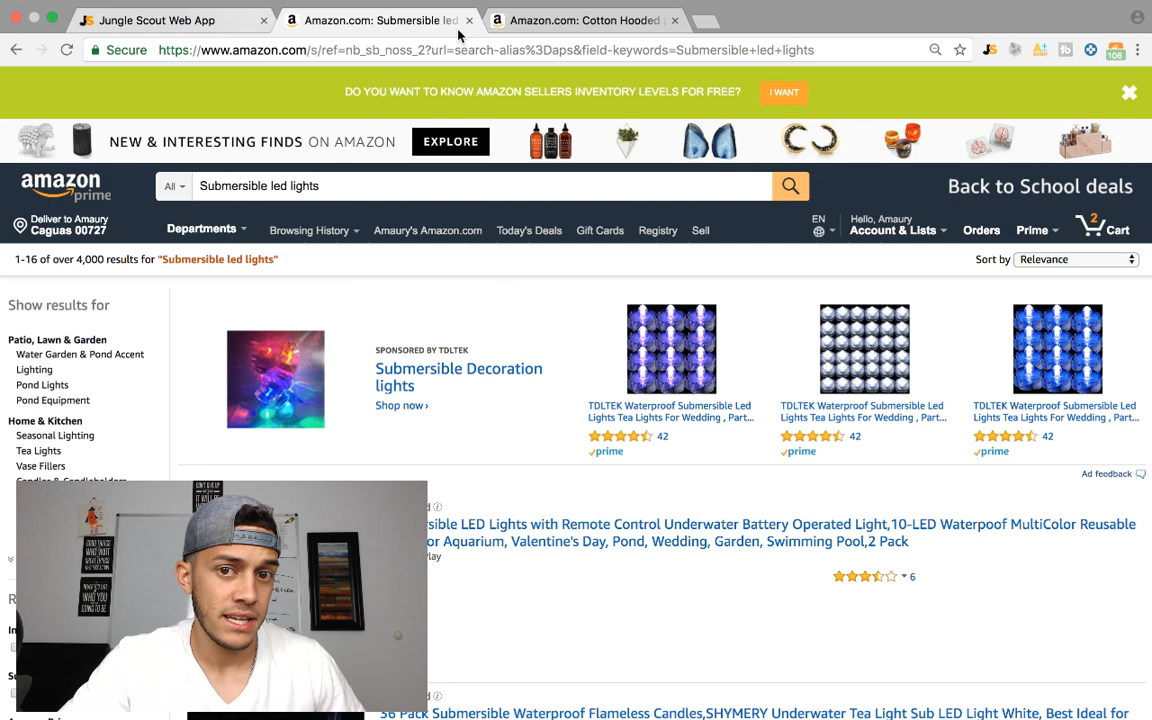 Jungle Scout Web App
Amazon.com: Submersible led
Amazon.com: Cotton Hooded
Secure
https://www.amazon.com/s/ref=nb_sb_noss_2?url=search-alias%3Daps&field-keywords=Submersible+led+lights
106
DO YOU WANT TO KNOW AMAZON SELLERS INVENTORY LEVELS FOR FREE?
I WANT
NEW & INTERESTING FINDS ON AMAZON
EXPLORE
amazon prime
All
Submersible led lights
Back to School deals
Deliver to Amaury
Caguas 00727
Departments
Browsing History
Amaury's Amazon.com
Today's Deals
Gift Cards
Registry
Sell
EN
Hello, Amaury
Account & Lists
Orders
Prime
2
Cart
1-16 of over 4,000 results for "Submersible led lights"
Sort by
Relevance
Show results for
Patio, Lawn & Garden
Water Garden & Pond Accent
Lighting
Pond Lights
Pond Equipment
Home & Kitchen
Seasonal Lighting
Tea Lights
Vase Fillers
SPONSORED BY TDLTEK
Submersible Decoration
lights
Shop now ›
TDLTEK Waterproof Submersible Led
Lights Tea Lights For Wedding , Part...
42
prime
TDLTEK Waterproof Submersible Led
Lights Tea Lights For Wedding , Part...
42
prime
TDLTEK Waterproof Submersible Led
Lights Tea Lights For Wedding , Part...
42
prime
Ad feedback
sible LED Lights with Remote Control Underwater Battery Operated Light,10-LED Waterpoof MultiColor Reusable
or Aquarium, Valentine's Day, Pond, Wedding, Garden, Swimming Pool,2 Pack
Play
6
36 Pack Submersible Waterproof Flameless Candles,SHYMERY Underwater Tea Light Sub LED Light White, Best Ideal for